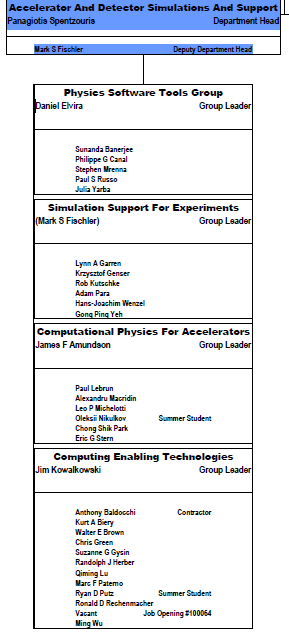 Accelerator And Detector Simulations And Support
Panagiotis Spentzouris Department Head
Mark S Fischler Deputy Department Head
Physics Software Tools Group
Daniel Elvira Group Leader
Sunanda Banerjee
Philippe G Canal
Stephen Mrenna
Paul S Russo
Julia Yarba
Simulation Support For Experiments
(Mark S Fischler) Group Leader
Lynn A Garren
Krzysztof Genser
Rob Kutschke
Adam Para
Hans-Joachim Wenzel
Gong Ping Yeh
Computational Physics For Accelerators
James F Amundson Group Leader
Paul Lebrun
Alexandru Macridin
Leo P Michelotti
Oleksii Nikulkov Summer Student
Chong Shik Park
Eric G Stern
Computing Enabling Technologies
Jim Kowalkowski Group Leader
Anthony Baldocchi Contractor
Kurt A Biery
Walter E Brown
Chris Green
Suzanne G Gysin
Randolph J Herber
Qiming Lu
Marc F Paterno
Ryan D Putz Summer Student
Ronald D Rechenmacher
Vacant Job Opening #100064
Ming Wu